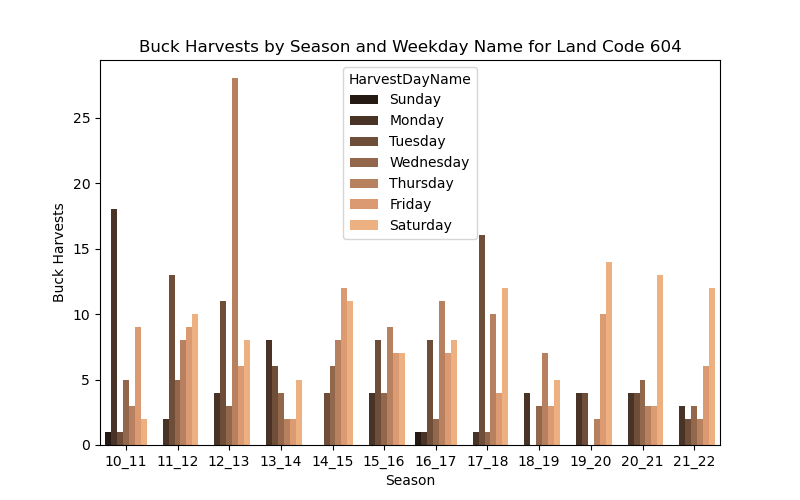 Buck Harvests by Season and Weekday Name for Land Code 604
HarvestDayName
Sunday
Monday
Tuesday
Wednesday
Thursday
Friday
Saturday
Buck Harvests
25
20
15
10
5
0
10_11 11_12 12_13 13_14 14_15 15_16 16_17 17_18 18_19 19_20 20_21 21_22
Season